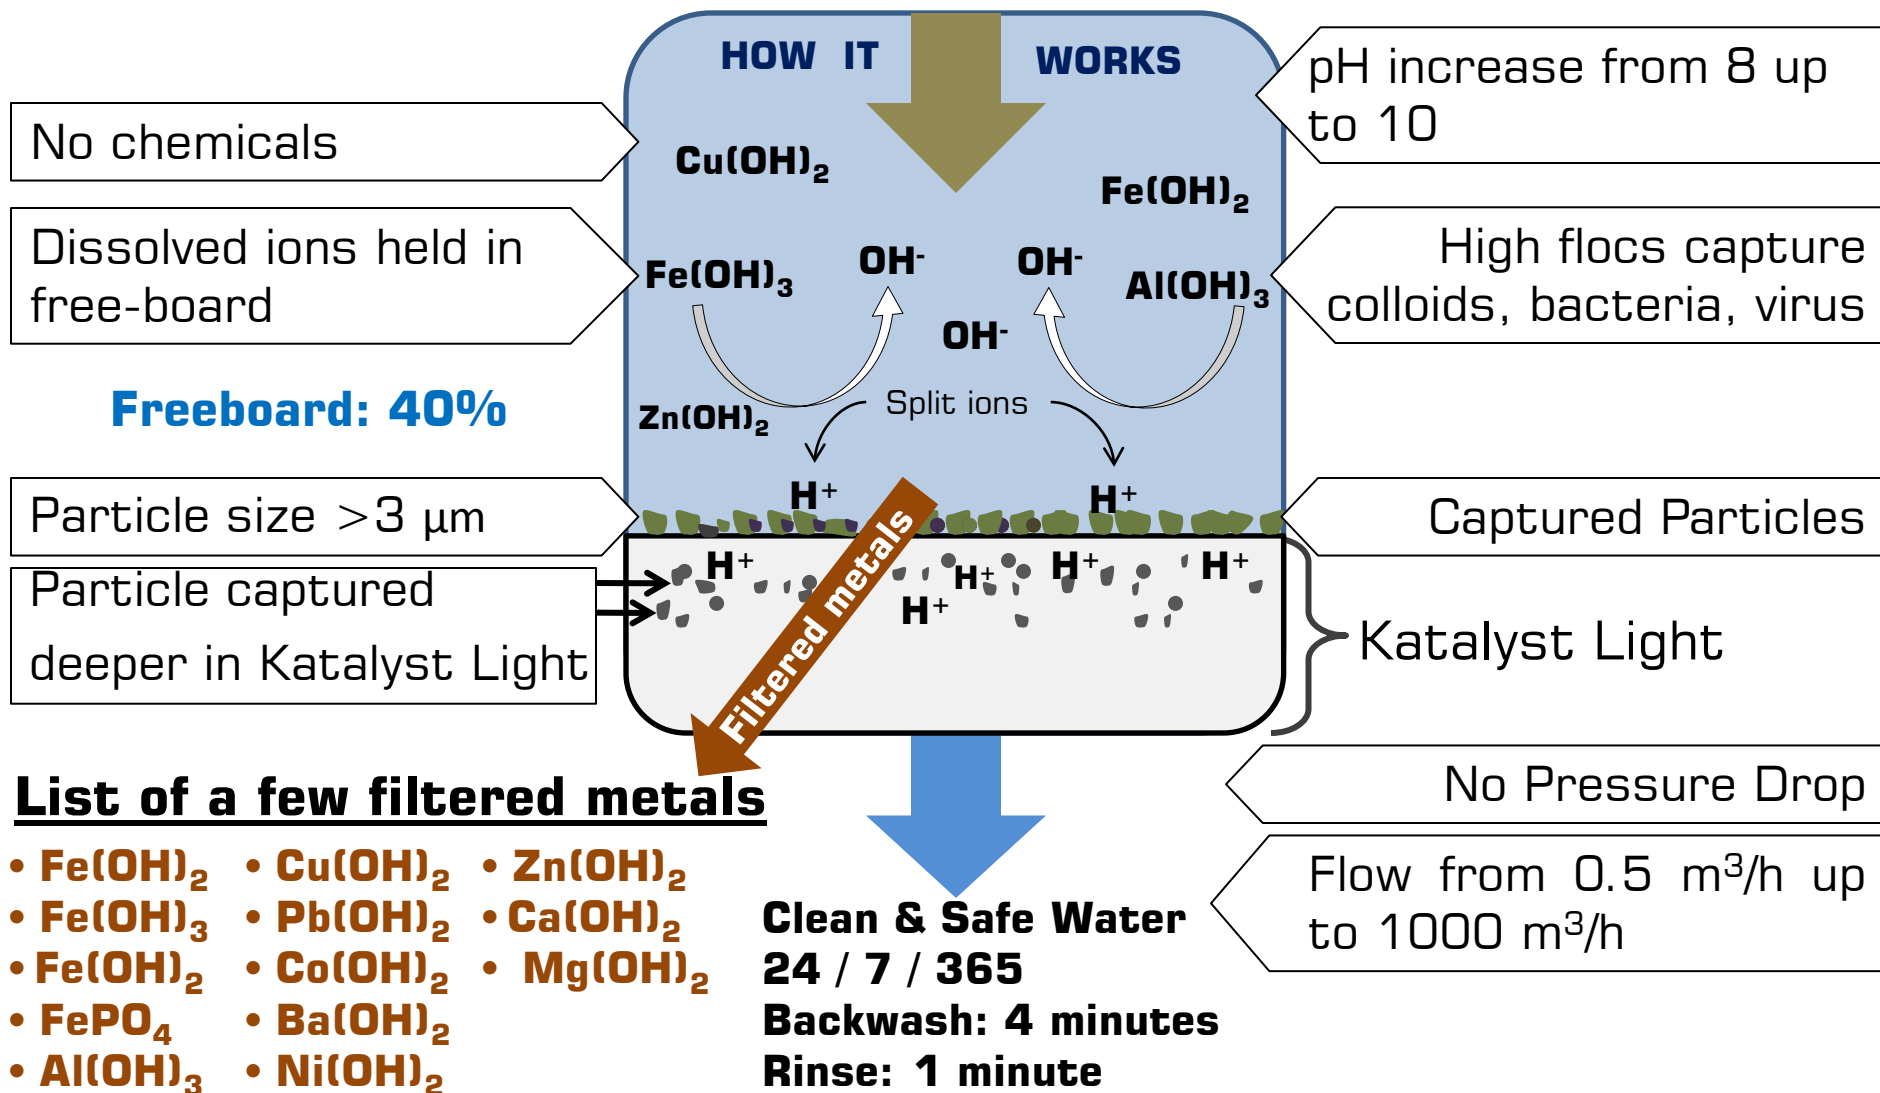 HOW IT WORKS
No chemicals
Dissolved ions held in
free-board
Freeboard: 40%
Particle size >3 µm
Particle captured
deeper in Katalyst Light
Cu(OH)₂
Fe(OH)₂
Fe(OH)₃
OH⁻
OH⁻
Al(OH)₃
OH⁻
Split ions
Zn(OH)₂
H⁺
H⁺
H⁺
H⁺
H⁺
H⁺
H⁺
Filtered metals
pH increase from 8 up
to 10
High flocs capture
colloids, bacteria, virus
Captured Particles
Katalyst Light
No Pressure Drop
Flow from 0.5 m³/h up
to 1000 m³/h
List of a few filtered metals
• Fe(OH)₂
• Fe(OH)₃
• Fe(OH)₂
• FePO₄
• Al(OH)₃
• Cu(OH)₂
• Pb(OH)₂
• Co(OH)₂
• Ba(OH)₂
• Ni(OH)₂
• Zn(OH)₂
• Ca(OH)₂
• Mg(OH)₂
Clean & Safe Water
24 / 7 / 365
Backwash: 4 minutes
Rinse: 1 minute